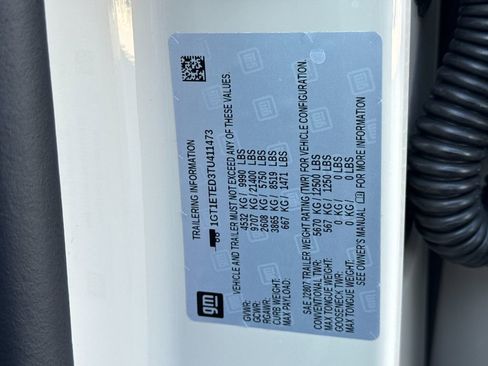 gm
TRAILERING INFORMATION
1GT1ETED3TU411473
VEHICLE AND TRAILER MUST NOT EXCEED ANY OF THESE VALUES.
GVWR: 4532 KG / 9990 LBS
GCWR: 9707 KG / 21400 LBS
RGAWR: 2608 KG / 5750 LBS
CURB WEIGHT: 3865 KG / 8519 LBS
MAX PAYLOAD: 667 KG / 1471 LBS
SAE J2807 TRAILER WEIGHT RATING (TWR) FOR VEHICLE CONFIGURATION.
CONVENTIONAL TWR: 5670 KG / 12500 LBS
MAX TONGUE WEIGHT: 567 KG / 1250 LBS
GOOSENECK TWR: 0 KG / 0 LBS
MAX TONGUE WEIGHT: 0 KG / 0 LBS
SEE OWNER'S MANUAL FOR MORE INFORMATION